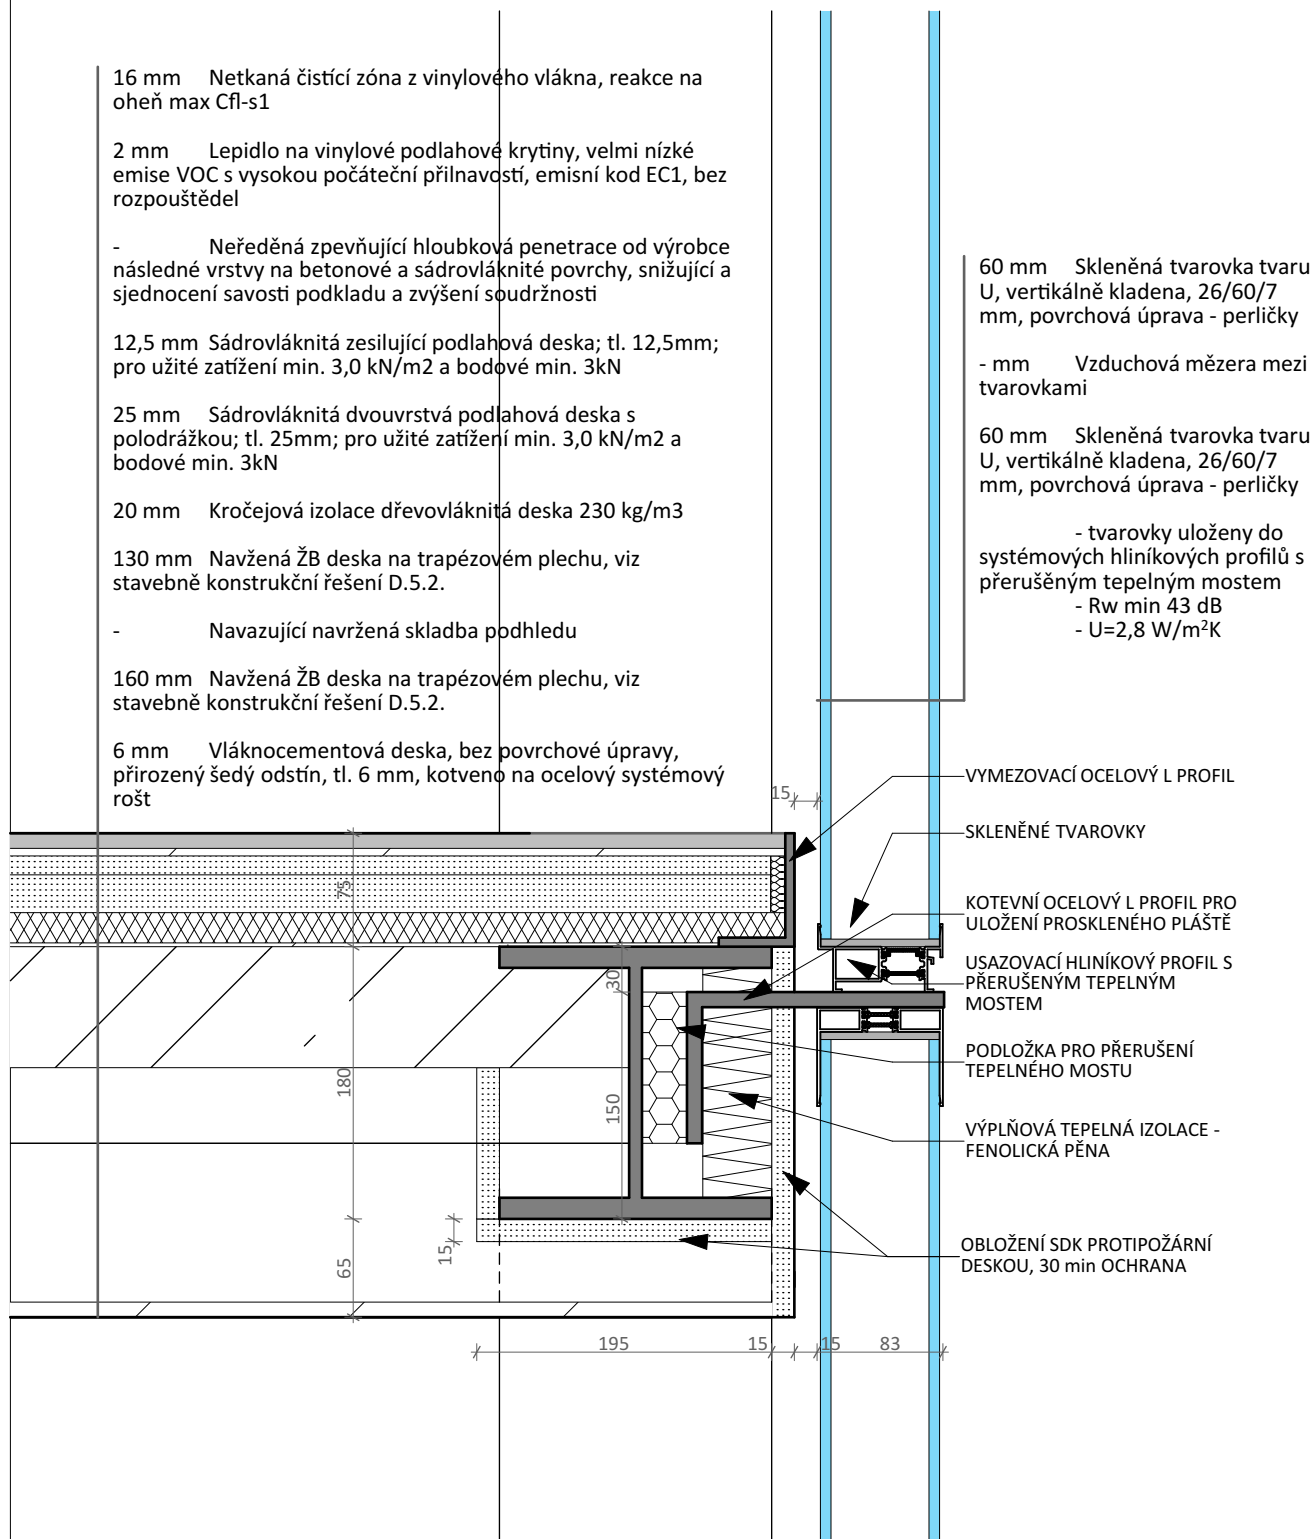 16 mm Netkaná čistící zóna z vinylového vlákna, reakce na
oheň max Cfl-s1
2 mm Lepidlo na vinylové podlahové krytiny, velmi nízké
emise VOC s vysokou počáteční přilnavostí, emisní kod EC1, bez
rozpouštědel
- Neředěná zpevňující hloubková penetrace od výrobce
následné vrstvy na betonové a sádrovláknité povrchy, snižující a
sjednocení savosti podkladu a zvýšení soudržnosti
12,5 mm Sádrovláknitá zesilující podlahová deska; tl. 12,5mm;
pro užité zatížení min. 3,0 kN/m2 a bodové min. 3kN
25 mm Sádrovláknitá dvouvrstvá podlahová deska s
polodrážkou; tl. 25mm; pro užité zatížení min. 3,0 kN/m2 a
bodové min. 3kN
20 mm Kročejová izolace dřevovláknitá deska 230 kg/m3
130 mm Navžená ŽB deska na trapézovém plechu, viz
stavebně konstrukční řešení D.5.2.
- Navazující navržená skladba podhledu
160 mm Navžená ŽB deska na trapézovém plechu, viz
stavebně konstrukční řešení D.5.2.
6 mm Vláknocementová deska, bez povrchové úpravy,
přirozený šedý odstín, tl. 6 mm, kotveno na ocelový systémový
rošt
60 mm Skleněná tvarovka tvaru
U, vertikálně kladena, 26/60/7
mm, povrchová úprava - perličky
- mm Vzduchová mězera mezi
tvarovkami
60 mm Skleněná tvarovka tvaru
U, vertikálně kladena, 26/60/7
mm, povrchová úprava - perličky
- tvarovky uloženy do
systémových hliníkových profilů s
přerušěným tepelným mostem
- Rw min 43 dB
- U=2,8 W/m²K
VYMEZOVACÍ OCELOVÝ L PROFIL
SKLENĚNÉ TVAROVKY
KOTEVNÍ OCELOVÝ L PROFIL PRO
ULOŽENÍ PROSKLENÉHO PLÁŠTĚ
USAZOVACÍ HLINÍKOVÝ PROFIL S
PŘERUŠENÝM TEPELNÝM
MOSTEM
PODLOŽKA PRO PŘERUŠENÍ
TEPELNÉHO MOSTU
VÝPLŇOVÁ TEPELNÁ IZOLACE -
FENOLICKÁ PĚNA
OBLOŽENÍ SDK PROTIPOŽÁRNÍ
DESKOU, 30 min OCHRANA
15
75
30
180
150
15
65
195
15
15
83